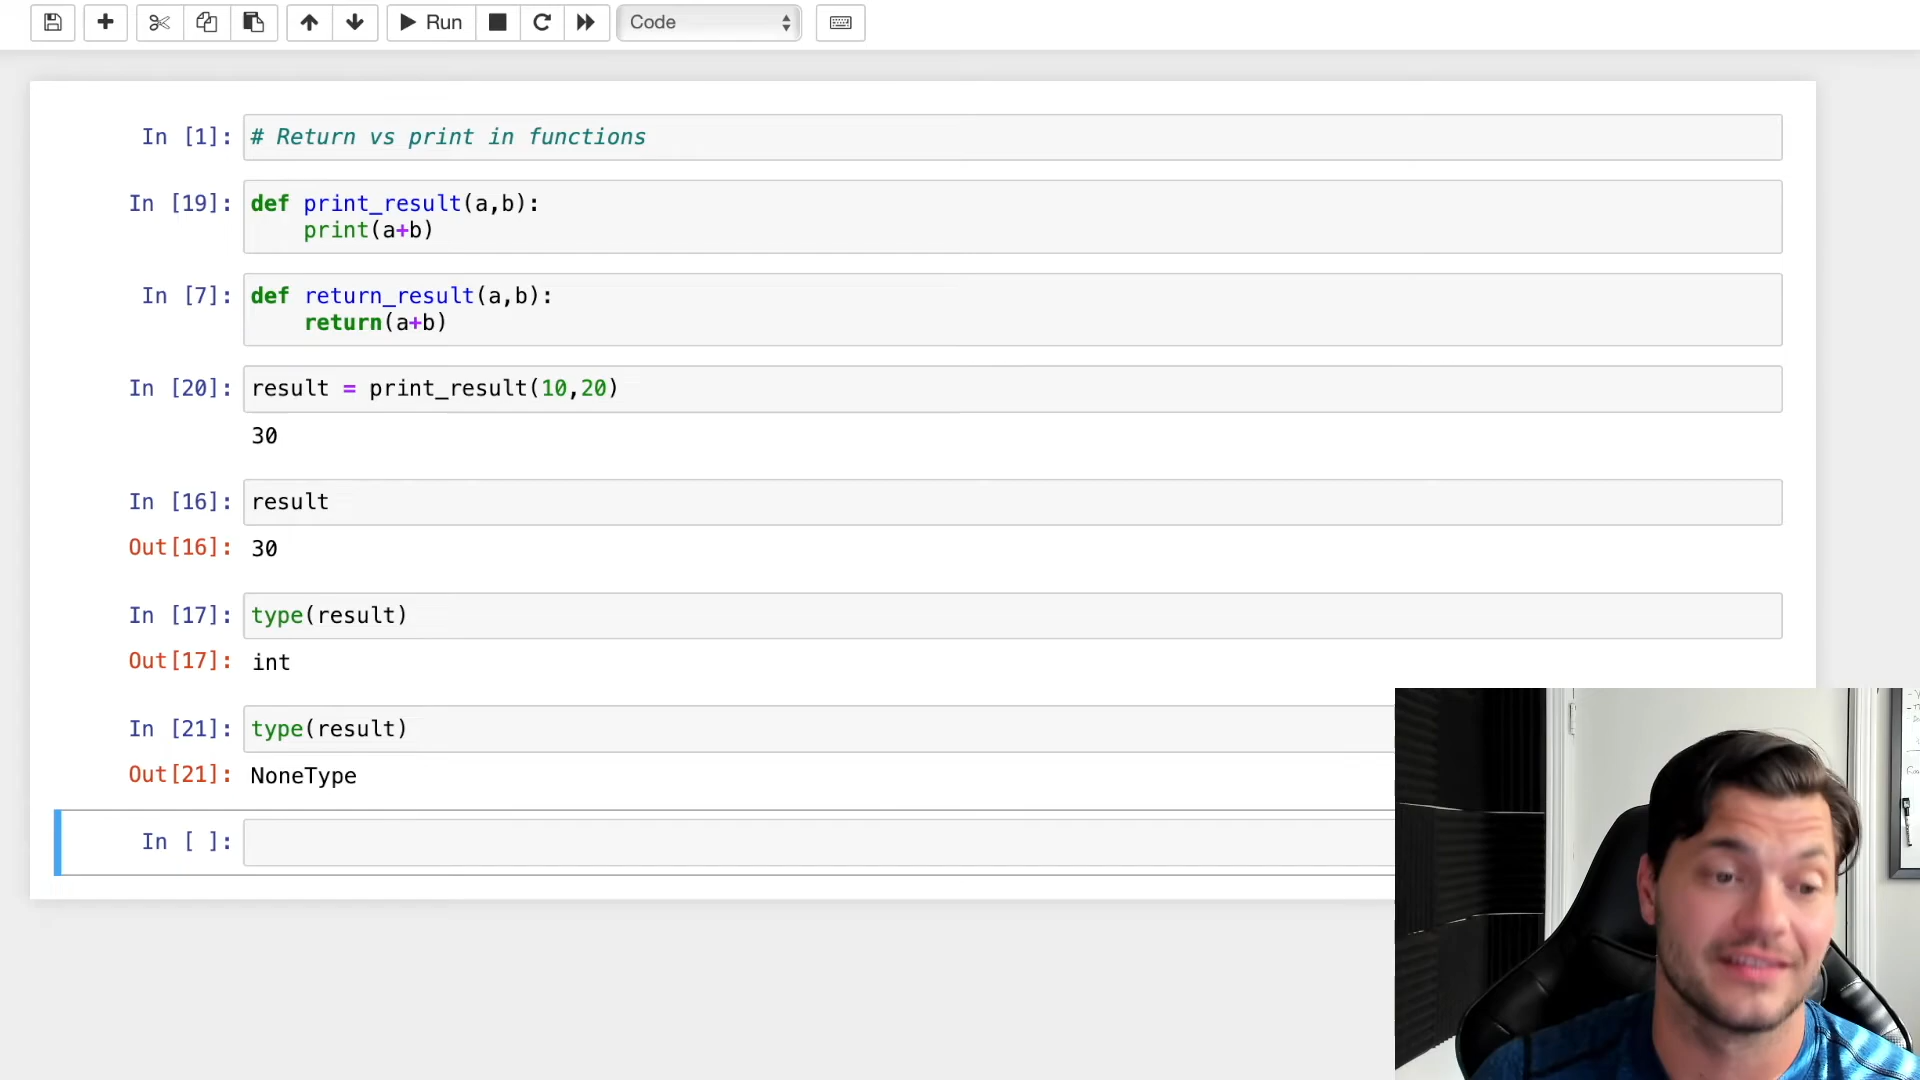 Run
Code
In [1]: # Return vs print in functions
In [19]: def print_result(a,b):
print(a+b)
In [7]: def return_result(a,b):
return(a+b)
In [20]: result = print_result(10,20)
30
In [16]: result
Out[16]: 30
In [17]: type(result)
Out[17]: int
In [21]: type(result)
Out[21]: NoneType
In [ ]: